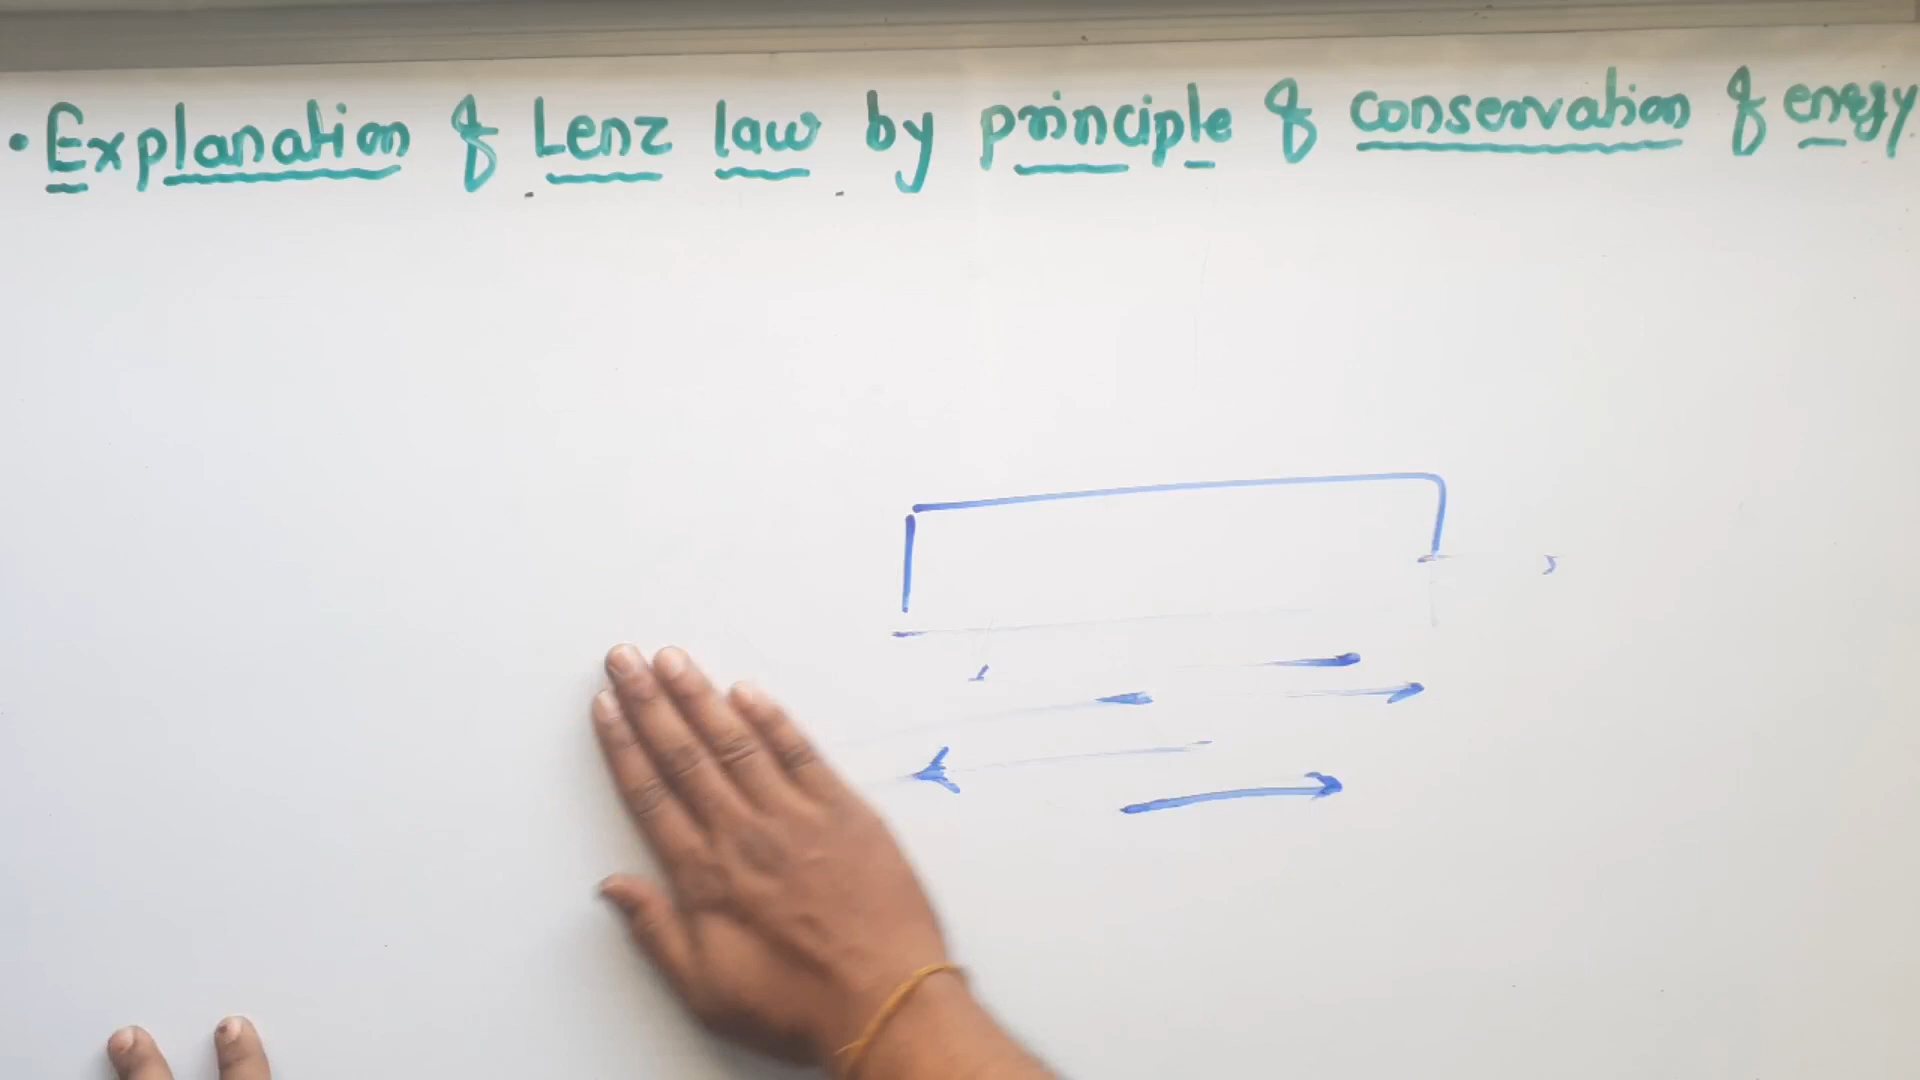 • Explanation of Lenz law by principle of conservation of energy.